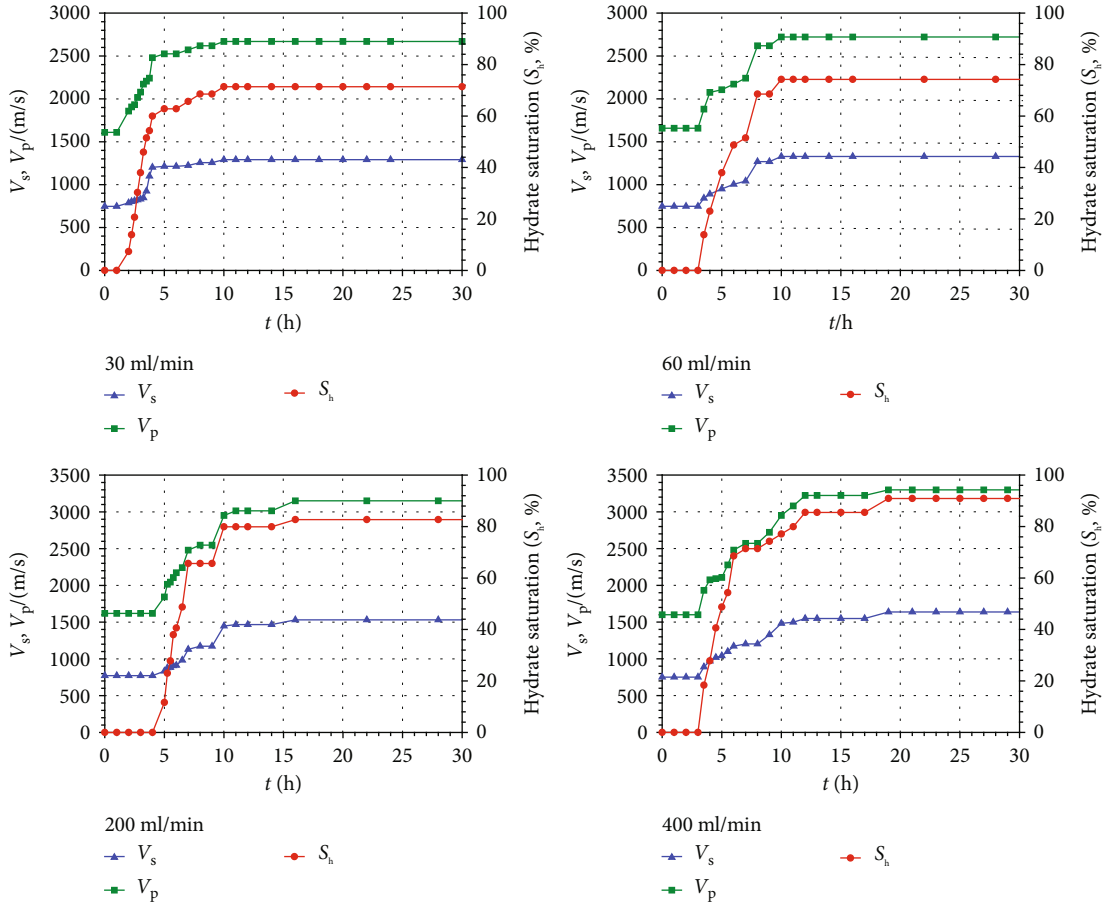 3000
2500
2000
1500
1000
500
0
Vs, Vp/(m/s)
100
80
60
40
20
0
Hydrate saturation (Sh, %)
0 5 10 15 20 25 30
t (h)
30 ml/min
Vs
Sh
Vp
3000
2500
2000
1500
1000
500
0
Vs, Vp/(m/s)
100
80
60
40
20
0
Hydrate saturation (Sh, %)
0 5 10 15 20 25 30
t/h
60 ml/min
Vs
Sh
Vp
3500
3000
2500
2000
1500
1000
500
0
Vs, Vp/(m/s)
100
80
60
40
20
0
Hydrate saturation (Sh, %)
0 5 10 15 20 25 30
t (h)
200 ml/min
Vs
Sh
Vp
3500
3000
2500
2000
1500
1000
500
0
Vs, Vp/(m/s)
100
80
60
40
20
0
Hydrate saturation (Sh, %)
0 5 10 15 20 25 30
t (h)
400 ml/min
Vs
Sh
Vp